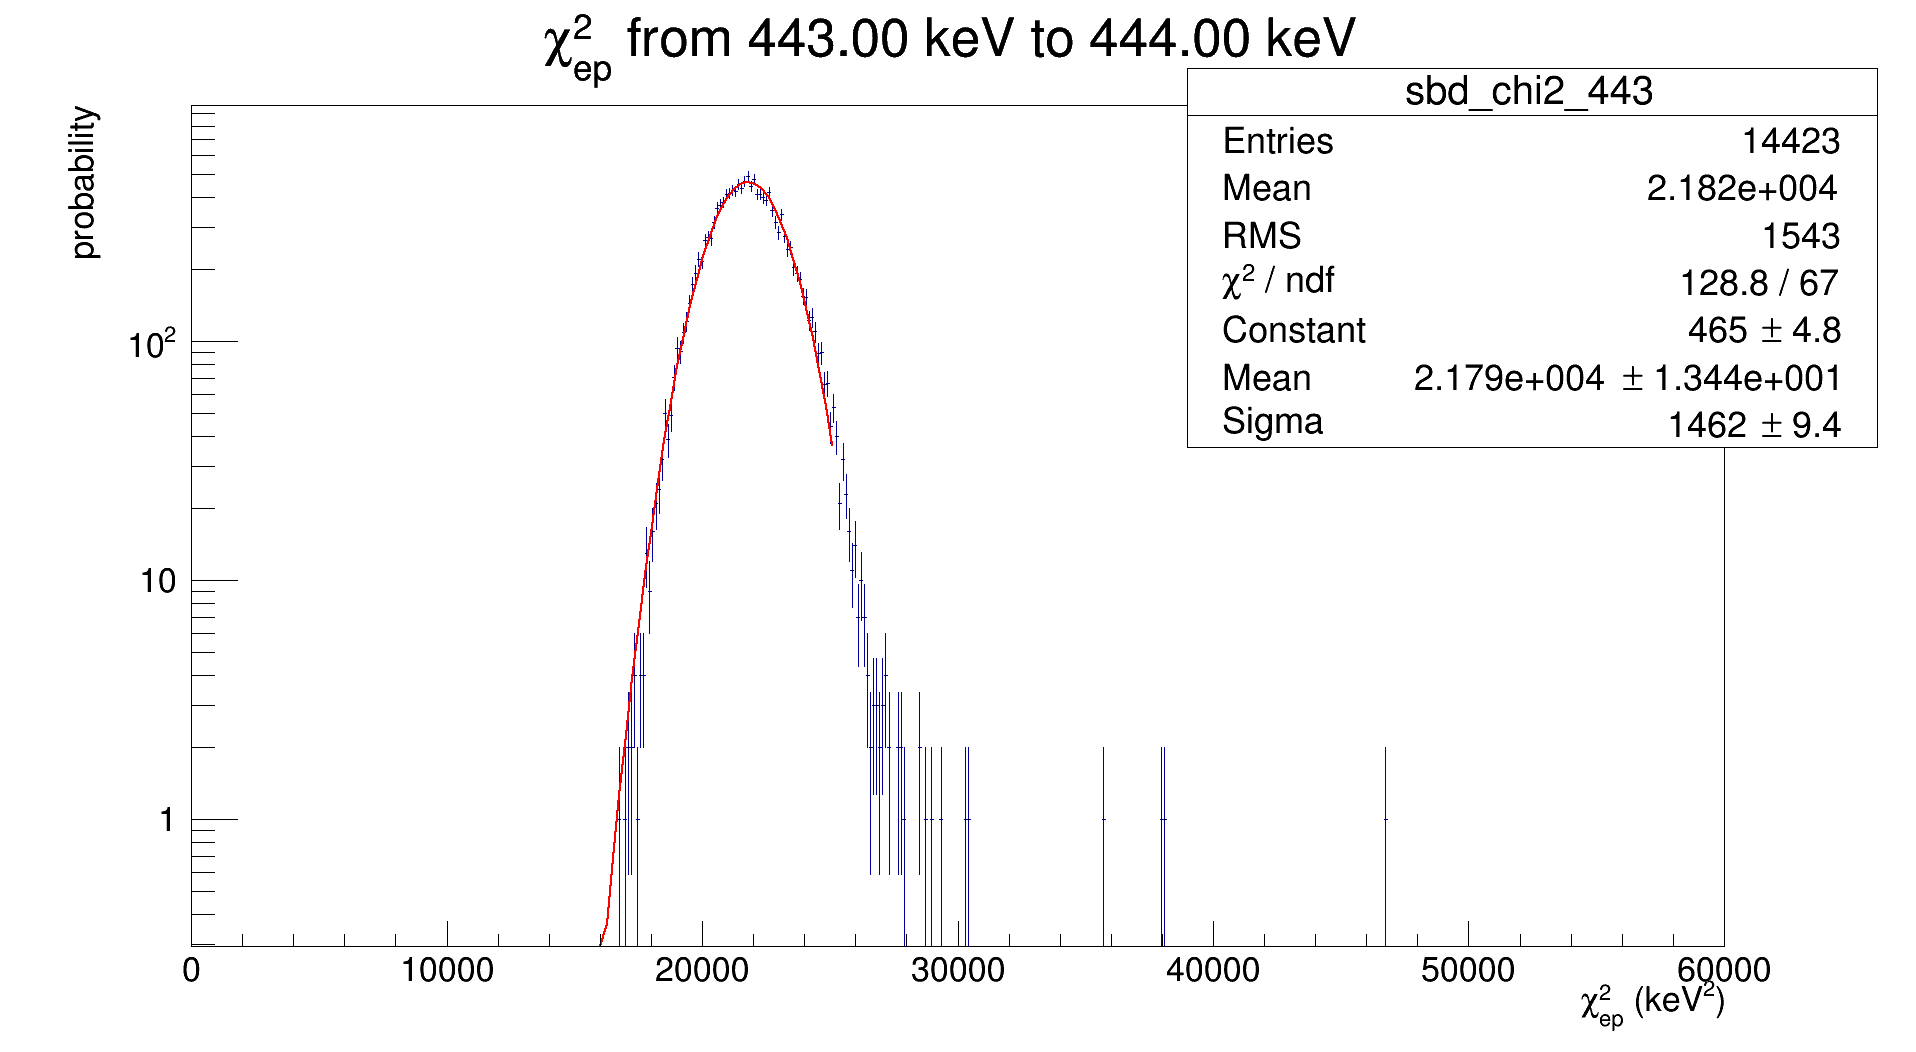 χ²ep from 443.00 keV to 444.00 keV
sbd_chi2_443
Entries 14423
Mean 2.182e+004
RMS 1543
χ² / ndf 128.8 / 67
Constant 465 ± 4.8
Mean 2.179e+004 ± 1.344e+001
Sigma 1462 ± 9.4
probability
10²
10
1
0 10000 20000 30000 40000 50000 60000
χ²ep (keV²)